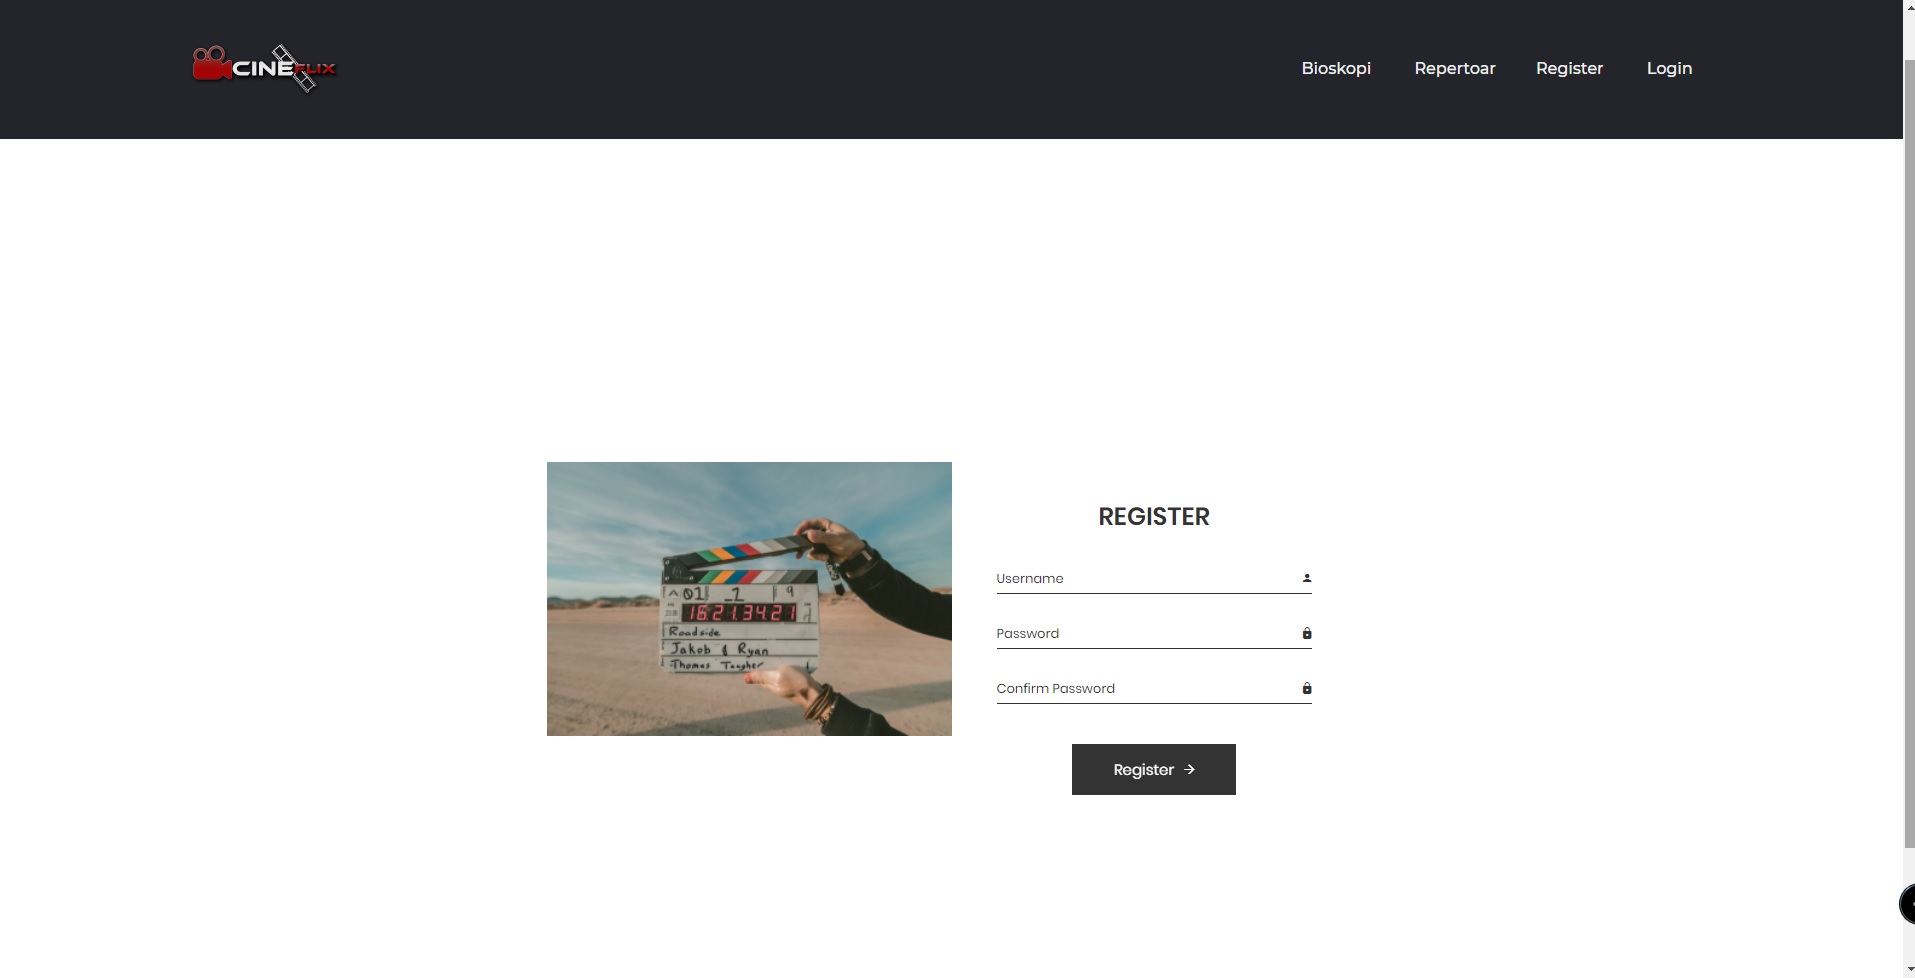 CINEFLIX
Bioskopi Repertoar Register Login
REGISTER
Username
Password
Confirm Password
Register
01 1 9
16 21 34 21
Roadside
Jakob & Ryan
Thomas